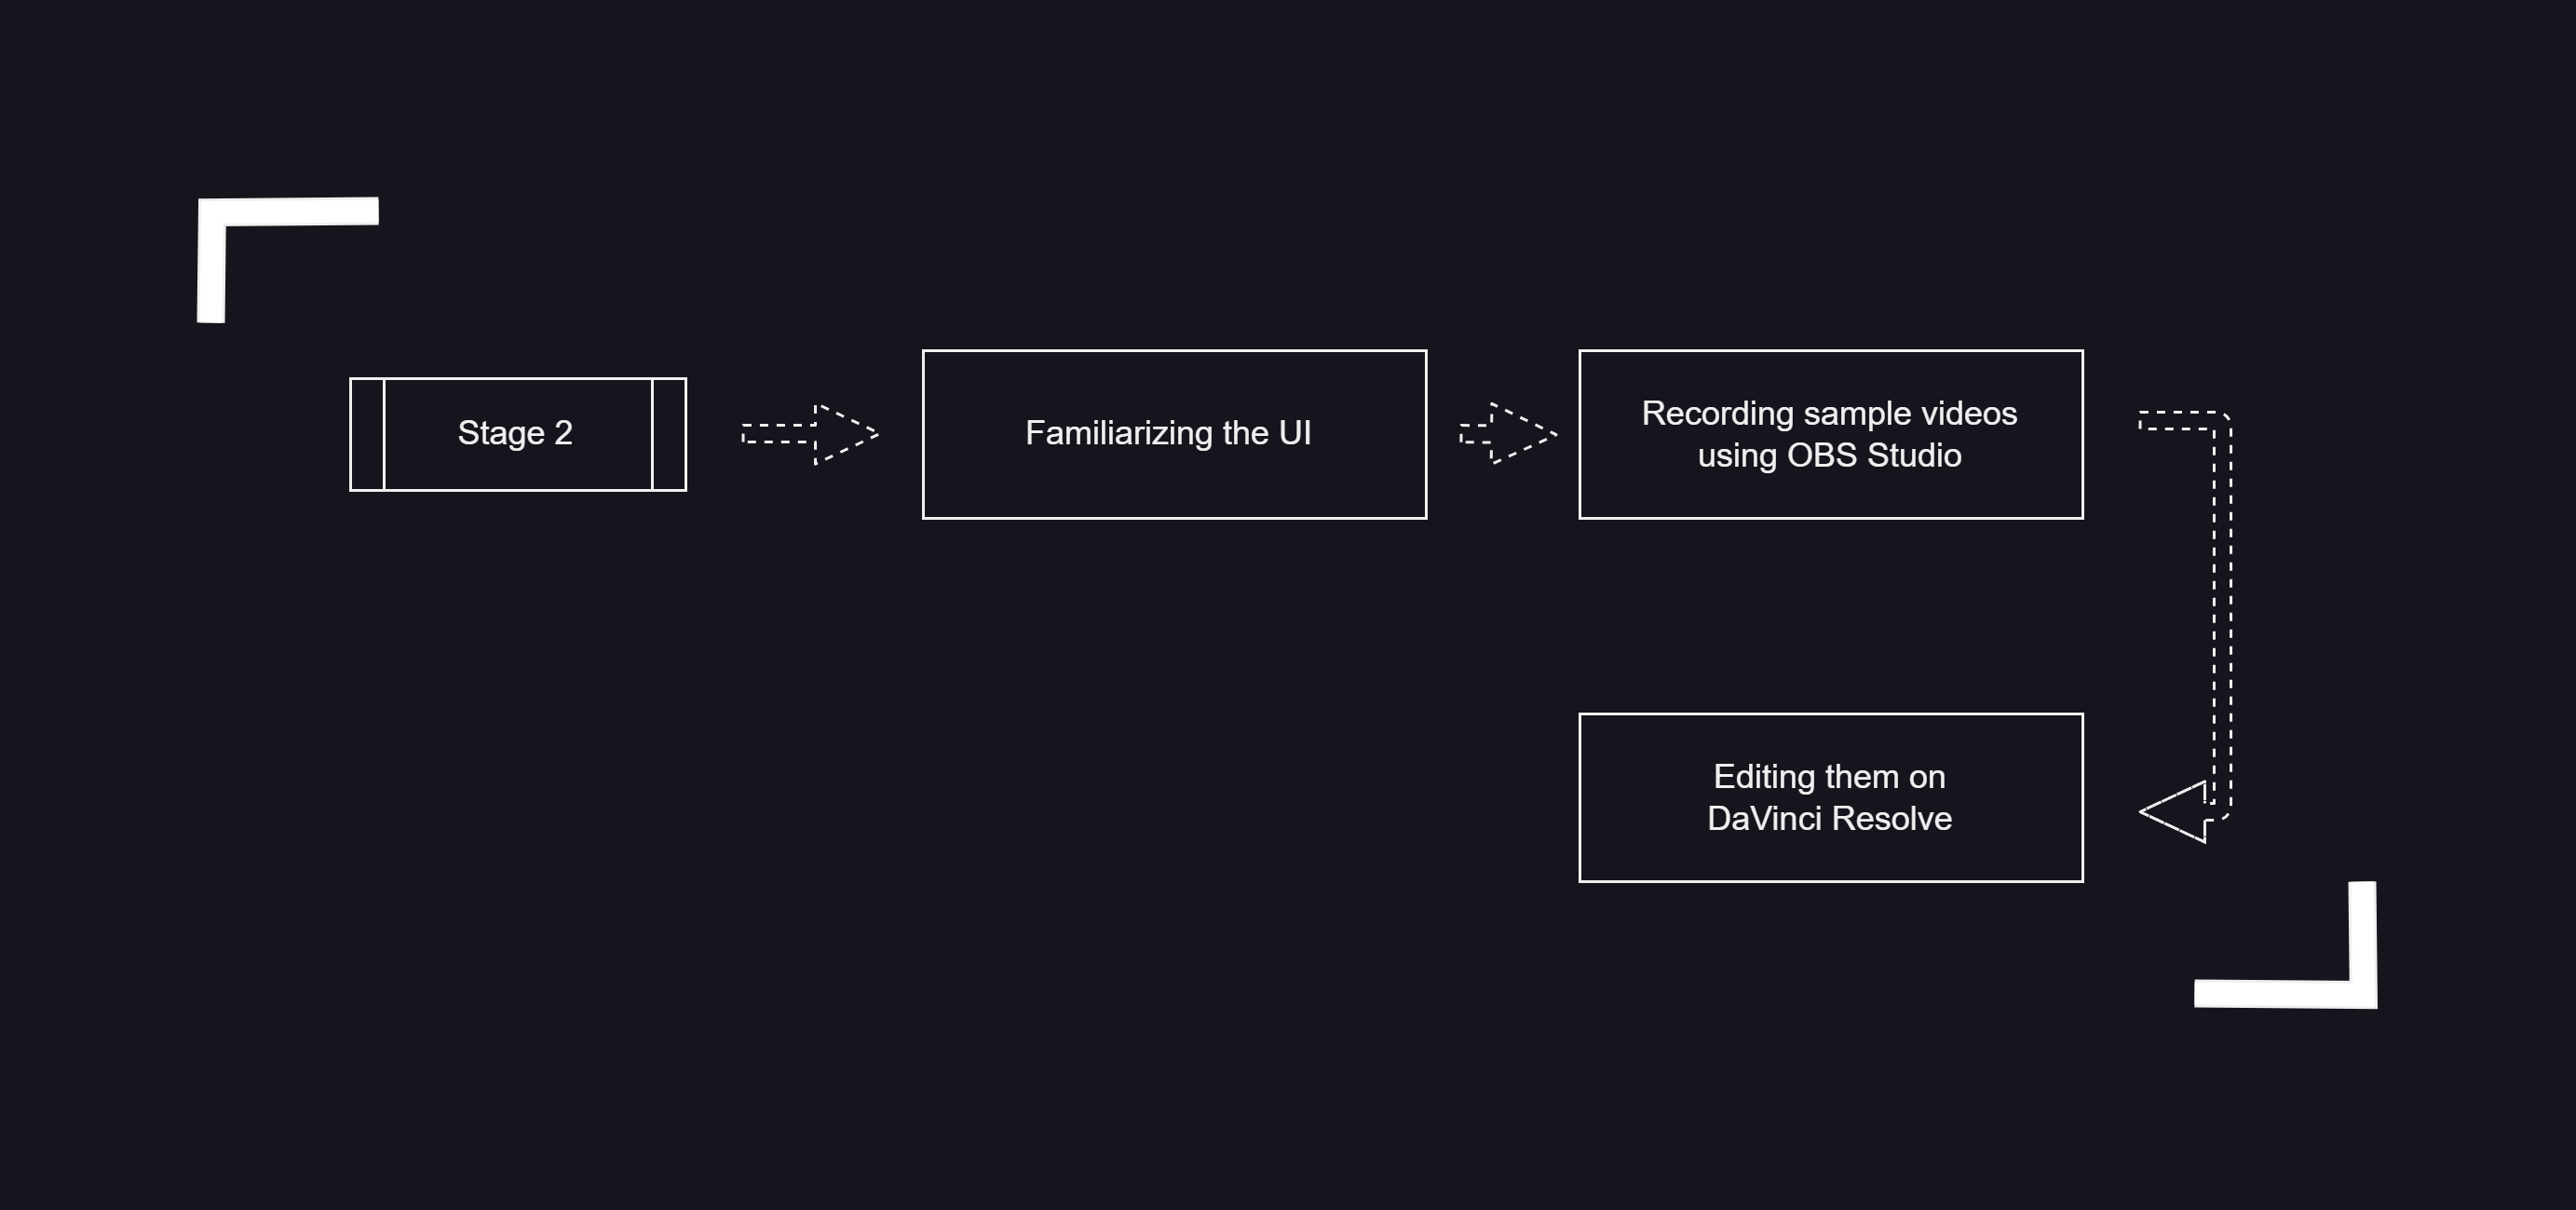 Stage 2
Familiarizing the UI
Recording sample videos
using OBS Studio
Editing them on
DaVinci Resolve